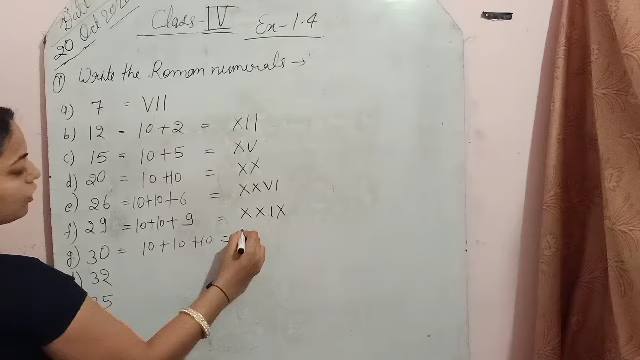 20 Oct
Class-IV Ex-1.4
① Write the Roman numerals →
a) 7 = VII
b) 12 = 10+2 = XII
c) 15 = 10+5 = XV
d) 20 = 10+10 = XX
e) 26 = 10+10+6 = XXVI
f) 29 = 10+10+9 = XXIX
g) 30 = 10+10+10 =
32
35